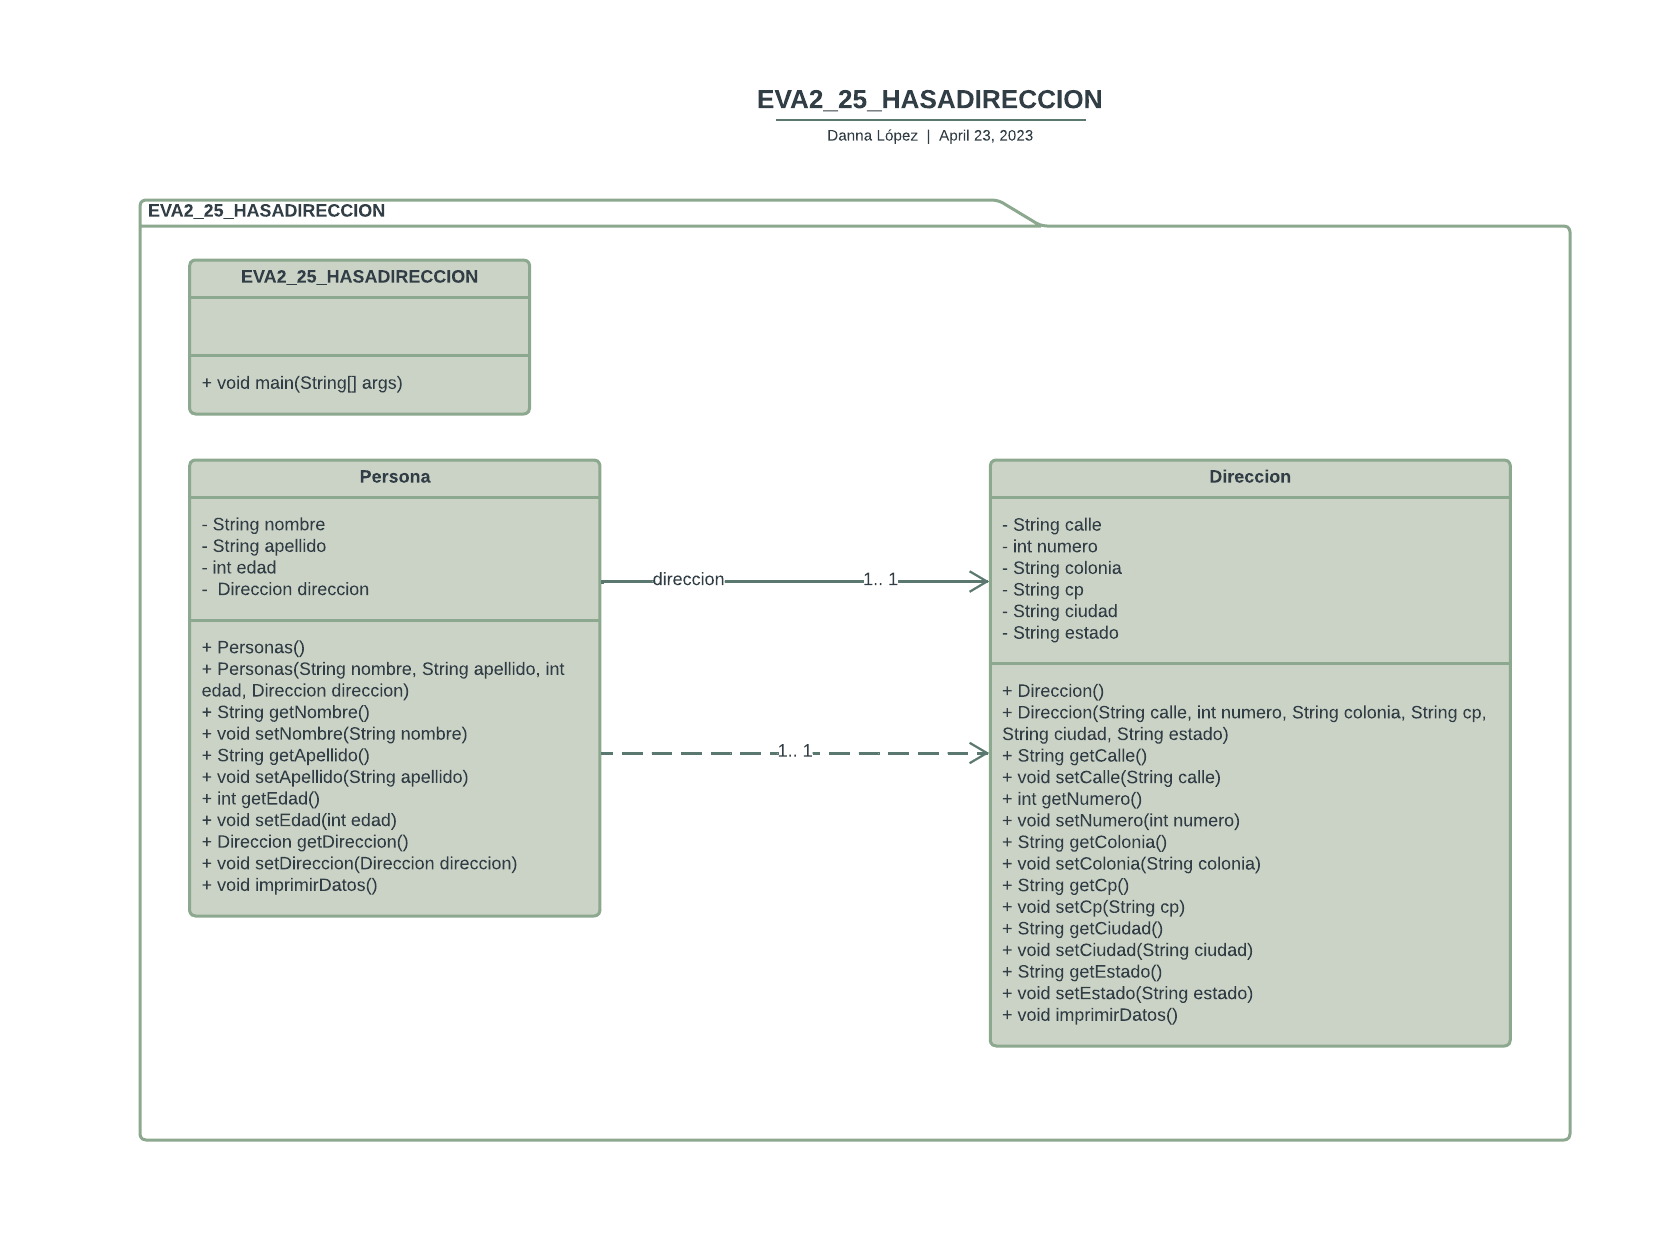 EVA2_25_HASADIRECCION
Danna López | April 23, 2023
EVA2_25_HASADIRECCION
EVA2_25_HASADIRECCION
+ void main(String[] args)
Persona
- String nombre
- String apellido
- int edad
- Direccion direccion
+ Personas()
+ Personas(String nombre, String apellido, int
edad, Direccion direccion)
+ String getNombre()
+ void setNombre(String nombre)
+ String getApellido()
+ void setApellido(String apellido)
+ int getEdad()
+ void setEdad(int edad)
+ Direccion getDireccion()
+ void setDireccion(Direccion direccion)
+ void imprimirDatos()
direccion
1.. 1
1.. 1
Direccion
- String calle
- int numero
- String colonia
- String cp
- String ciudad
- String estado
+ Direccion()
+ Direccion(String calle, int numero, String colonia, String cp,
String ciudad, String estado)
+ String getCalle()
+ void setCalle(String calle)
+ int getNumero()
+ void setNumero(int numero)
+ String getColonia()
+ void setColonia(String colonia)
+ String getCp()
+ void setCp(String cp)
+ String getCiudad()
+ void setCiudad(String ciudad)
+ String getEstado()
+ void setEstado(String estado)
+ void imprimirDatos()